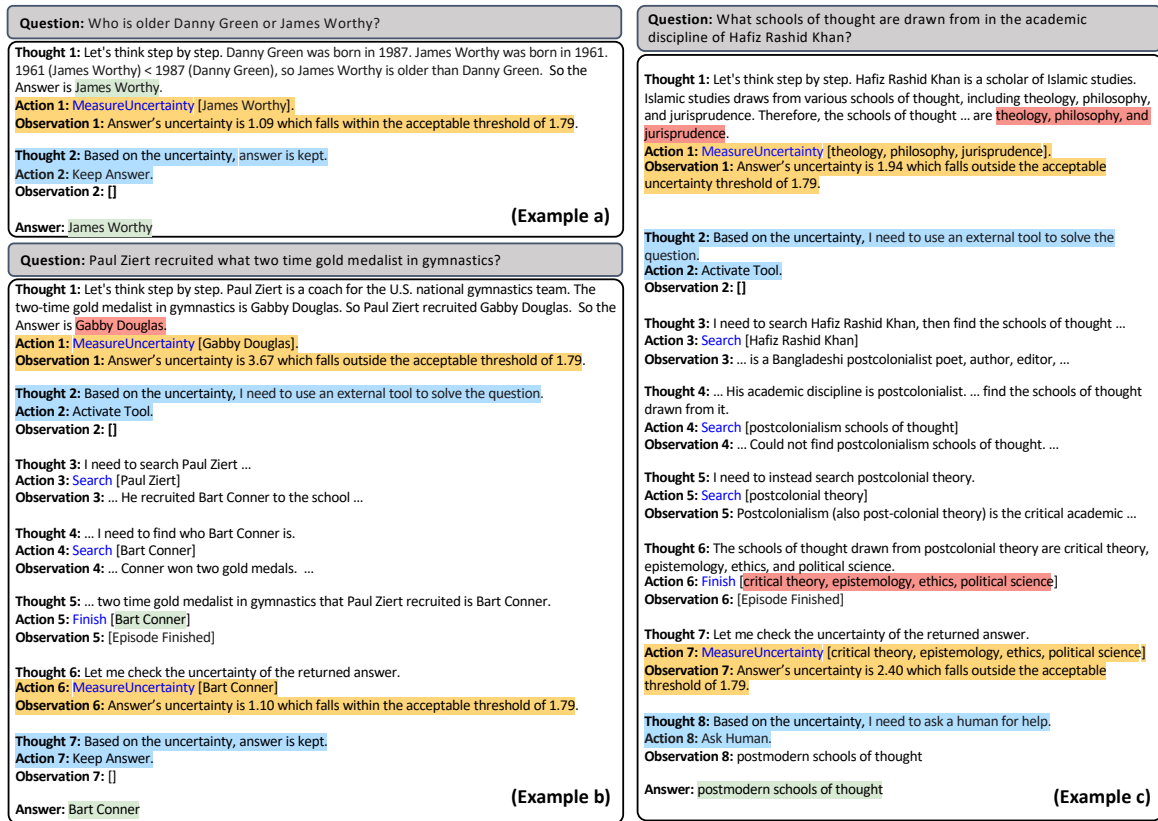 Question: Who is older Danny Green or James Worthy?
Thought 1: Let's think step by step. Danny Green was born in 1987. James Worthy was born in 1961.
1961 (James Worthy) < 1987 (Danny Green), so James Worthy is older than Danny Green. So the
Answer is James Worthy.
Action 1: MeasureUncertainty [James Worthy].
Observation 1: Answer's uncertainty is 1.09 which falls within the acceptable threshold of 1.79.
Thought 2: Based on the uncertainty, answer is kept.
Action 2: Keep Answer.
Observation 2: []
Answer: James Worthy
(Example a)
Question: Paul Ziert recruited what two time gold medalist in gymnastics?
Thought 1: Let's think step by step. Paul Ziert is a coach for the U.S. national gymnastics team. The
two-time gold medalist in gymnastics is Gabby Douglas. So Paul Ziert recruited Gabby Douglas. So the
Answer is Gabby Douglas.
Action 1: MeasureUncertainty [Gabby Douglas].
Observation 1: Answer's uncertainty is 3.67 which falls outside the acceptable threshold of 1.79.
Thought 2: Based on the uncertainty, I need to use an external tool to solve the question.
Action 2: Activate Tool.
Observation 2: []
Thought 3: I need to search Paul Ziert ...
Action 3: Search [Paul Ziert]
Observation 3: ... He recruited Bart Conner to the school ...
Thought 4: ... I need to find who Bart Conner is.
Action 4: Search [Bart Conner]
Observation 4: ... Conner won two gold medals. ...
Thought 5: ... two time gold medalist in gymnastics that Paul Ziert recruited is Bart Conner.
Action 5: Finish [Bart Conner]
Observation 5: [Episode Finished]
Thought 6: Let me check the uncertainty of the returned answer.
Action 6: MeasureUncertainty [Bart Conner]
Observation 6: Answer's uncertainty is 1.10 which falls within the acceptable threshold of 1.79.
Thought 7: Based on the uncertainty, answer is kept.
Action 7: Keep Answer.
Observation 7: []
Answer: Bart Conner
(Example b)
Question: What schools of thought are drawn from in the academic
discipline of Hafiz Rashid Khan?
Thought 1: Let's think step by step. Hafiz Rashid Khan is a scholar of Islamic studies.
Islamic studies draws from various schools of thought, including theology, philosophy,
and jurisprudence. Therefore, the schools of thought ... are theology, philosophy, and
jurisprudence.
Action 1: MeasureUncertainty [theology, philosophy, jurisprudence].
Observation 1: Answer's uncertainty is 1.94 which falls outside the acceptable
uncertainty threshold of 1.79.
Thought 2: Based on the uncertainty, I need to use an external tool to solve the
question.
Action 2: Activate Tool.
Observation 2: []
Thought 3: I need to search Hafiz Rashid Khan, then find the schools of thought ...
Action 3: Search [Hafiz Rashid Khan]
Observation 3: ... is a Bangladeshi postcolonialist poet, author, editor, ...
Thought 4: ... His academic discipline is postcolonialist. ... find the schools of thought
drawn from it.
Action 4: Search [postcolonialism schools of thought]
Observation 4: ... Could not find postcolonialism schools of thought. ...
Thought 5: I need to instead search postcolonial theory.
Action 5: Search [postcolonial theory]
Observation 5: Postcolonialism (also post-colonial theory) is the critical academic ...
Thought 6: The schools of thought drawn from postcolonial theory are critical theory,
epistemology, ethics, and political science.
Action 6: Finish [critical theory, epistemology, ethics, political science]
Observation 6: [Episode Finished]
Thought 7: Let me check the uncertainty of the returned answer.
Action 7: MeasureUncertainty [critical theory, epistemology, ethics, political science]
Observation 7: Answer's uncertainty is 2.40 which falls outside the acceptable
threshold of 1.79.
Thought 8: Based on the uncertainty, I need to ask a human for help.
Action 8: Ask Human.
Observation 8: postmodern schools of thought
Answer: postmodern schools of thought
(Example c)